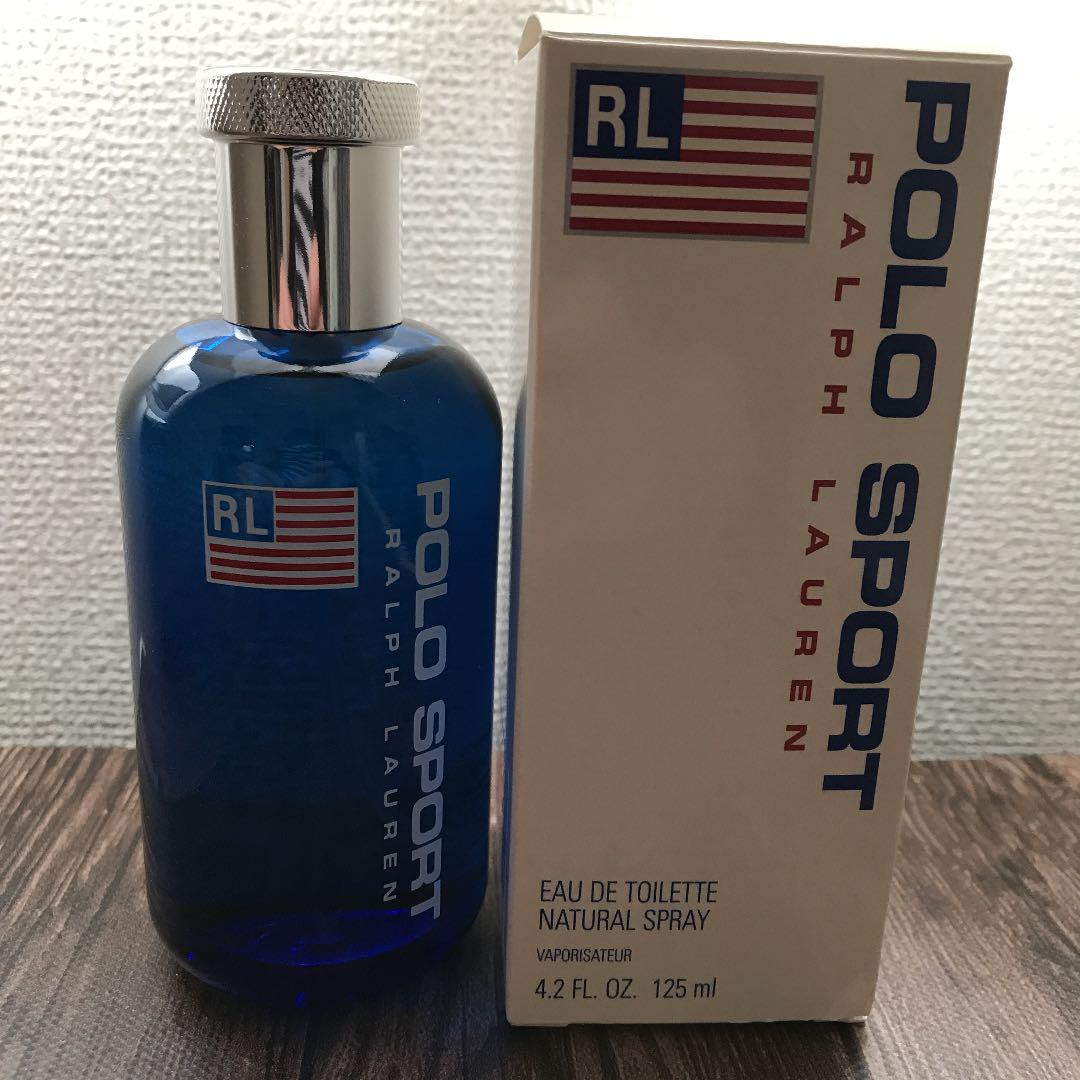 RL
POLO SPORT
RALPH LAUREN
RL
POLO SPORT
RALPH LAUREN
EAU DE TOILETTE
NATURAL SPRAY
VAPORISATEUR
4.2 FL. OZ. 125 ml